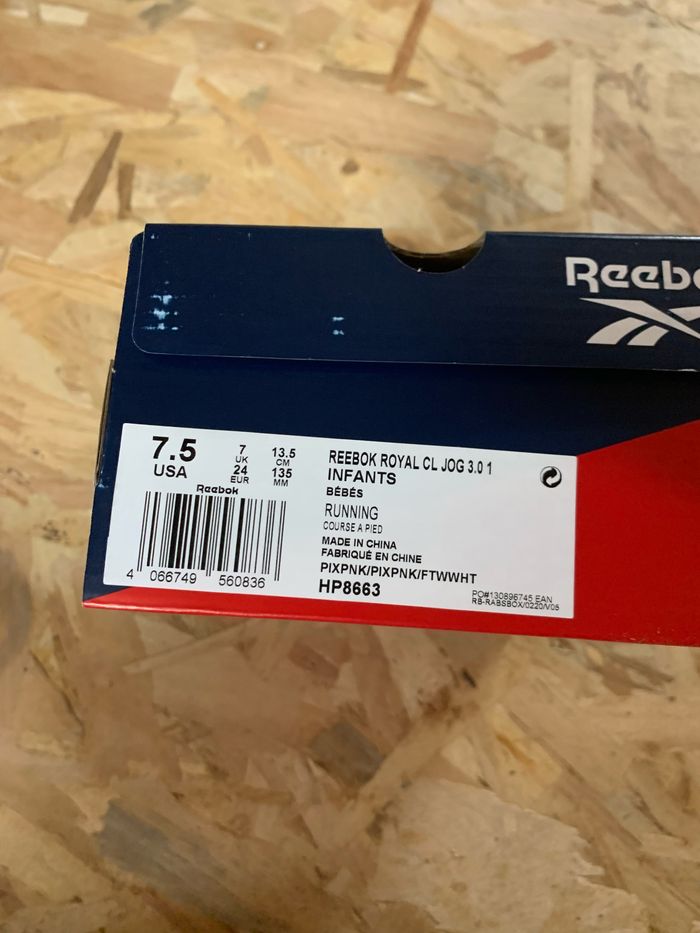 Reebo
7.5
USA
7
UK
24
EUR
13.5
CM
135
MM
Reebok
4 066749 560836
REEBOK ROYAL CL JOG 3.0 1
INFANTS
BÉBÉS
RUNNING
COURSE A PIED
MADE IN CHINA
FABRIQUÉ EN CHINE
PIXPNK/PIXPNK/FTWWHT
HP8663
PO#130896745 EAN
RB-RABSBOX/0220/V05